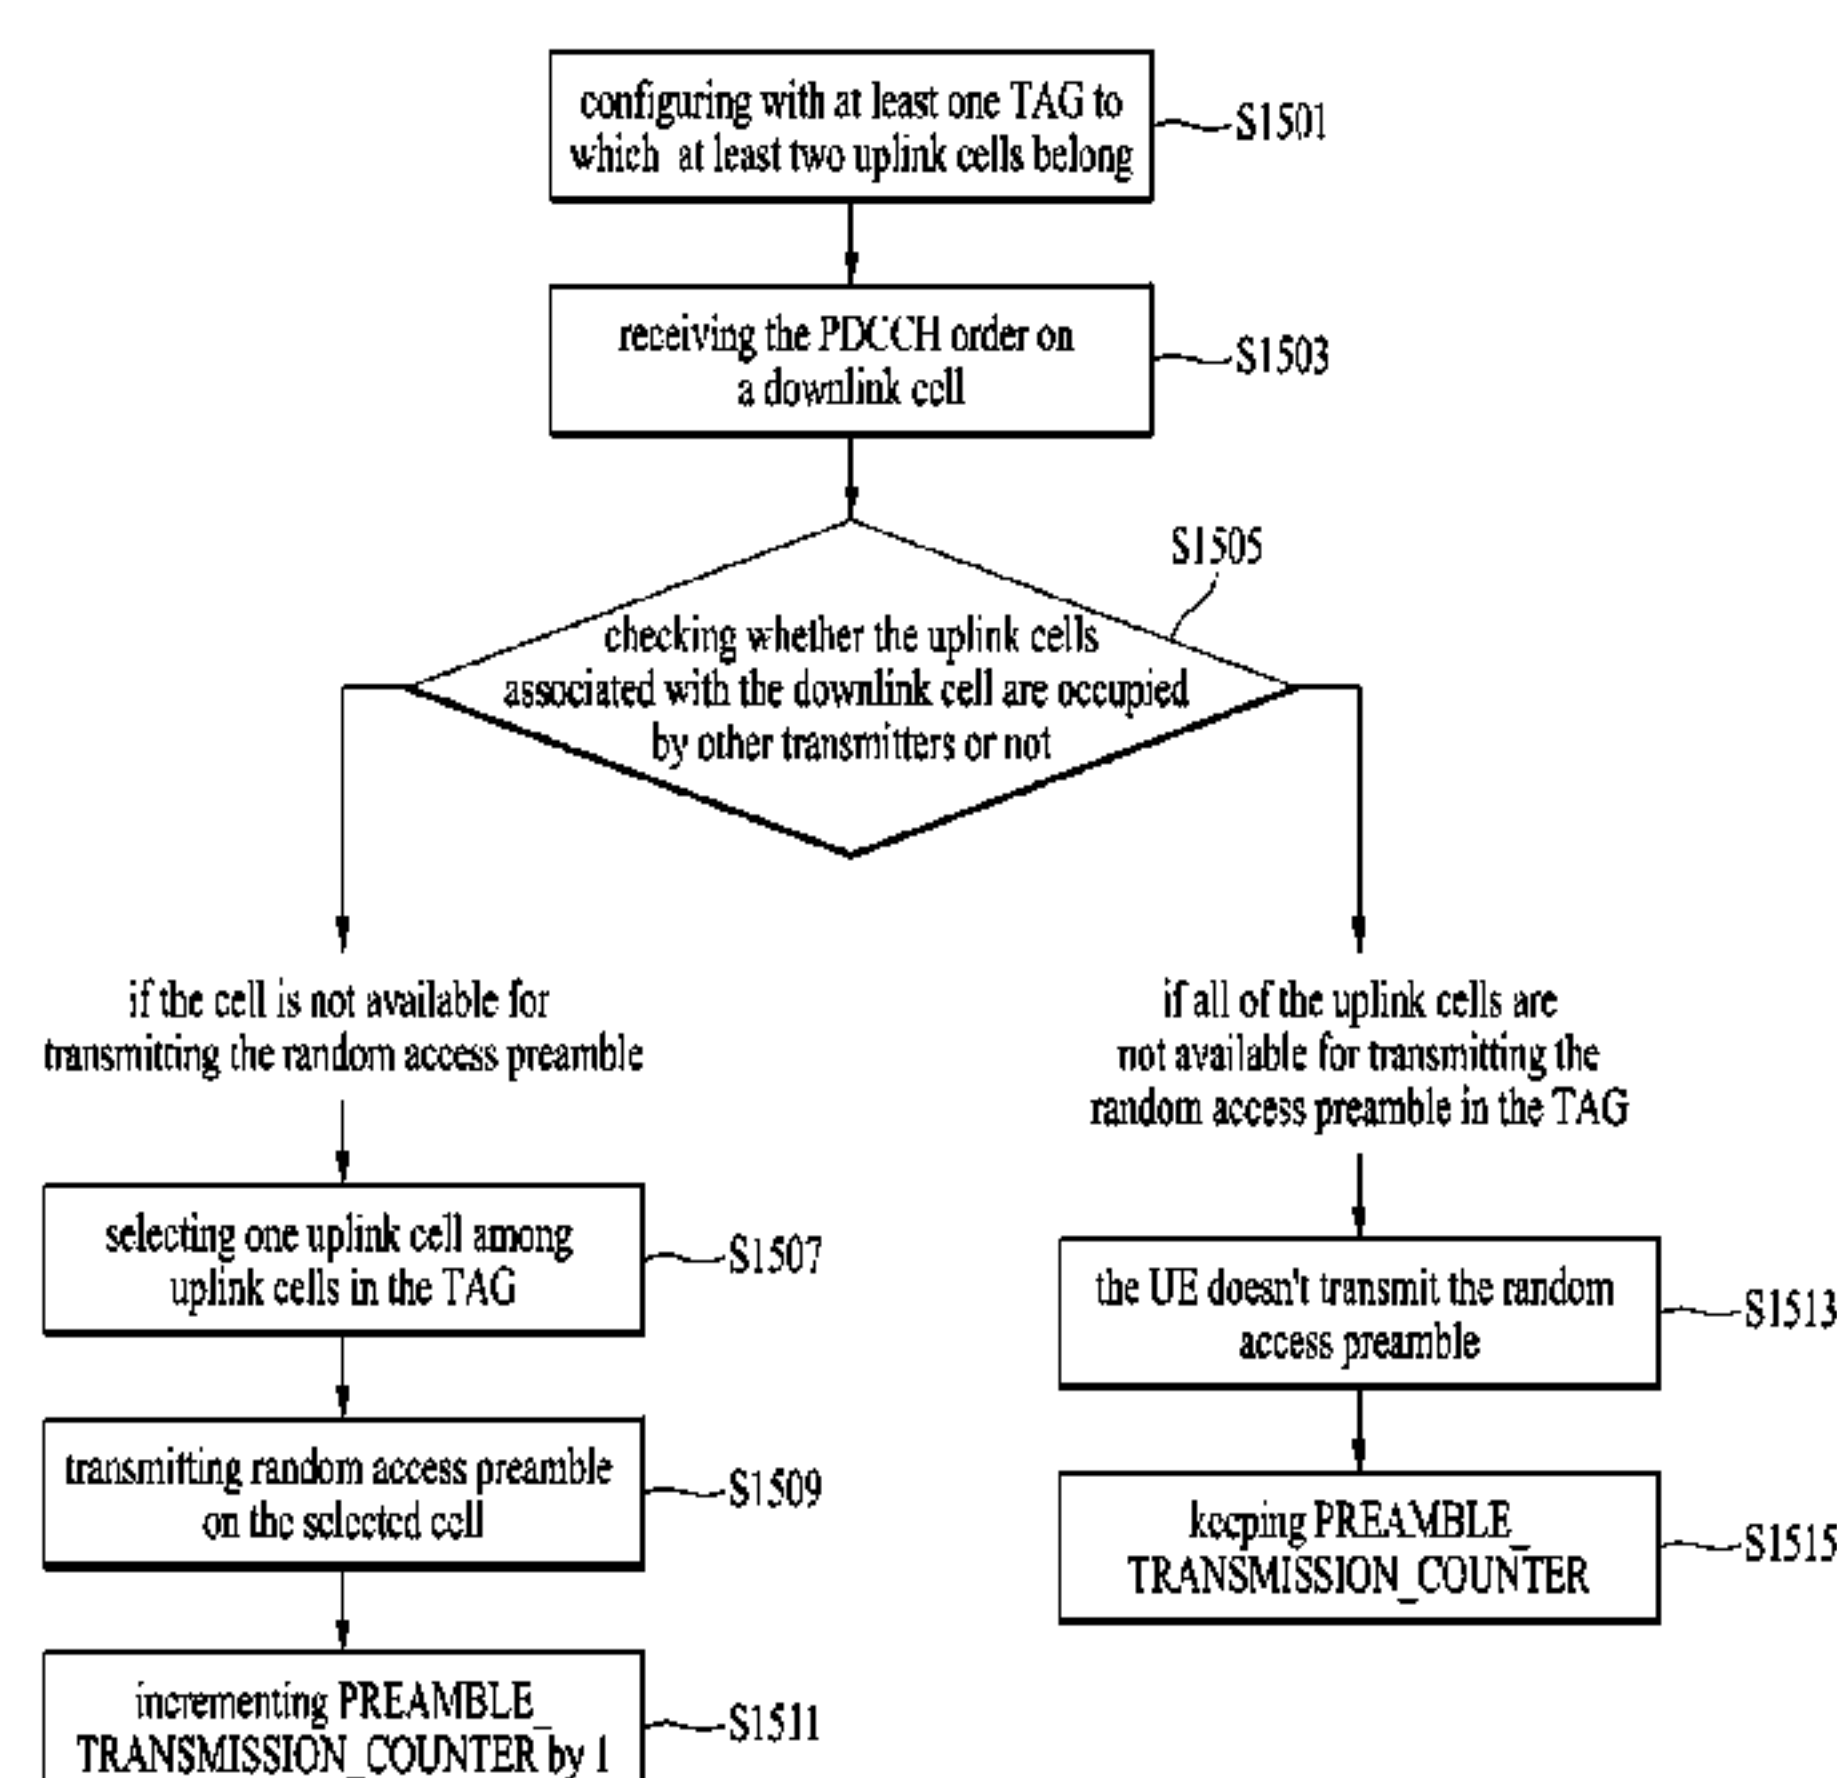 configuring with at least one TAG to
which at least two uplink cells belong
S1501
receiving the PDCCH order on
a downlink cell
S1503
S1505
checking whether the uplink cells
associated with the downlink cell are occupied
by other transmitters or not
if the cell is not available for
transmitting the random access preamble
if all of the uplink cells are
not available for transmitting the
random access preamble in the TAG
selecting one uplink cell among
uplink cells in the TAG
S1507
the UE doesn't transmit the random
access preamble
S1513
transmitting random access preamble
on the selected cell
S1509
keeping PREAMBLE_
TRANSMISSION_COUNTER
S1515
incrementing PREAMBLE_
TRANSMISSION_COUNTER by 1
S1511